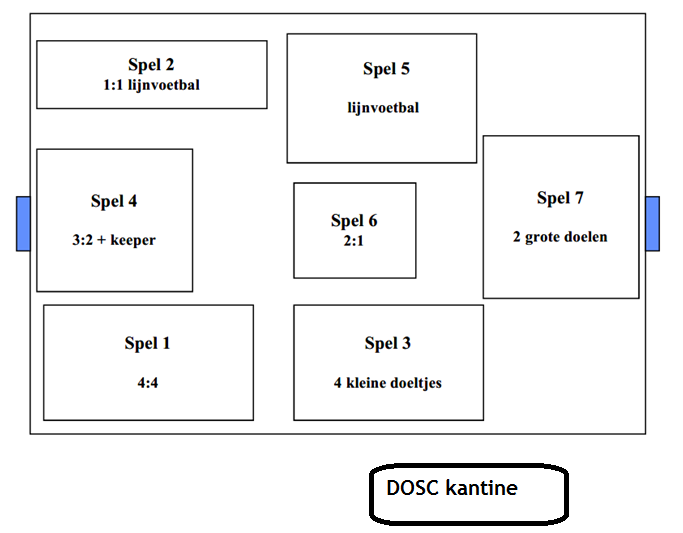 Spel 2
1:1 lijnvoetbal
Spel 5
lijnvoetbal
Spel 4
3:2 + keeper
Spel 6
2:1
Spel 7
2 grote doelen
Spel 1
4:4
Spel 3
4 kleine doeltjes
DOSC kantine